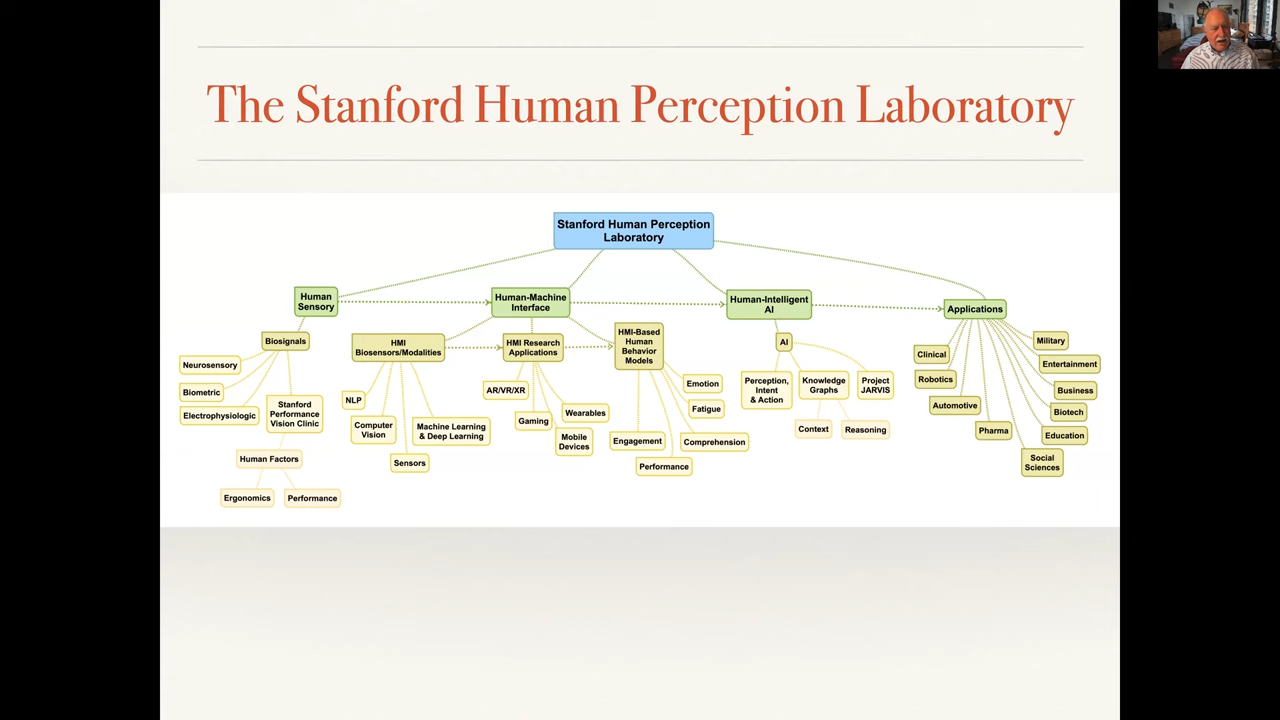 The Stanford Human Perception Laboratory
Stanford Human Perception
Laboratory
Human
Sensory
Human-Machine
Interface
Human-Intelligent
AI
Applications
Biosignals
Neurosensory
Biometric
Electrophysiologic
Stanford
Performance
Vision Clinic
Human Factors
Ergonomics
Performance
HMI
Biosensors/Modalities
NLP
Computer
Vision
Sensors
Machine Learning
& Deep Learning
HMI Research
Applications
AR/VR/XR
Gaming
Wearables
Mobile
Devices
HMI-Based
Human
Behavior
Models
Emotion
Fatigue
Comprehension
Engagement
Performance
AI
Perception,
Intent
& Action
Knowledge
Graphs
Project
JARVIS
Context
Reasoning
Clinical
Robotics
Automotive
Pharma
Social
Sciences
Education
Biotech
Business
Entertainment
Military